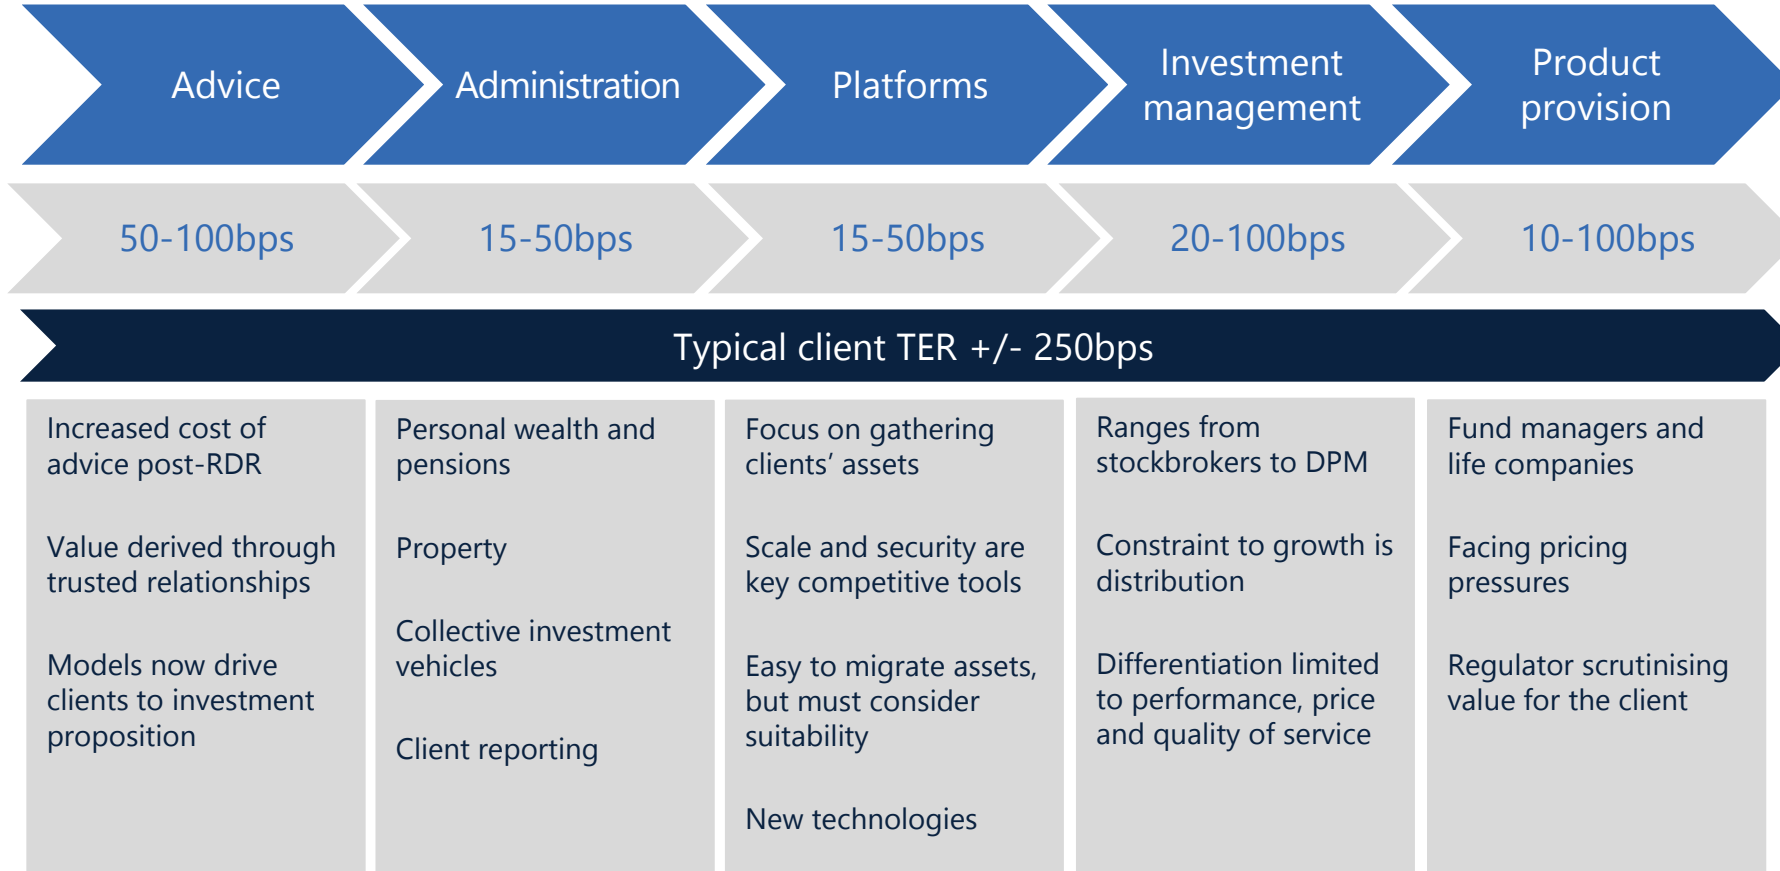 Advice
Administration
Platforms
Investment
management
Product
provision
50-100bps
15-50bps
15-50bps
20-100bps
10-100bps
Typical client TER +/- 250bps
Increased cost of
advice post-RDR
Value derived through
trusted relationships
Models now drive
clients to investment
proposition
Personal wealth and
pensions
Property
Collective investment
vehicles
Client reporting
Focus on gathering
clients’ assets
Scale and security are
key competitive tools
Easy to migrate assets,
but must consider
suitability
New technologies
Ranges from
stockbrokers to DPM
Constraint to growth is
distribution
Differentiation limited
to performance, price
and quality of service
Fund managers and
life companies
Facing pricing
pressures
Regulator scrutinising
value for the client